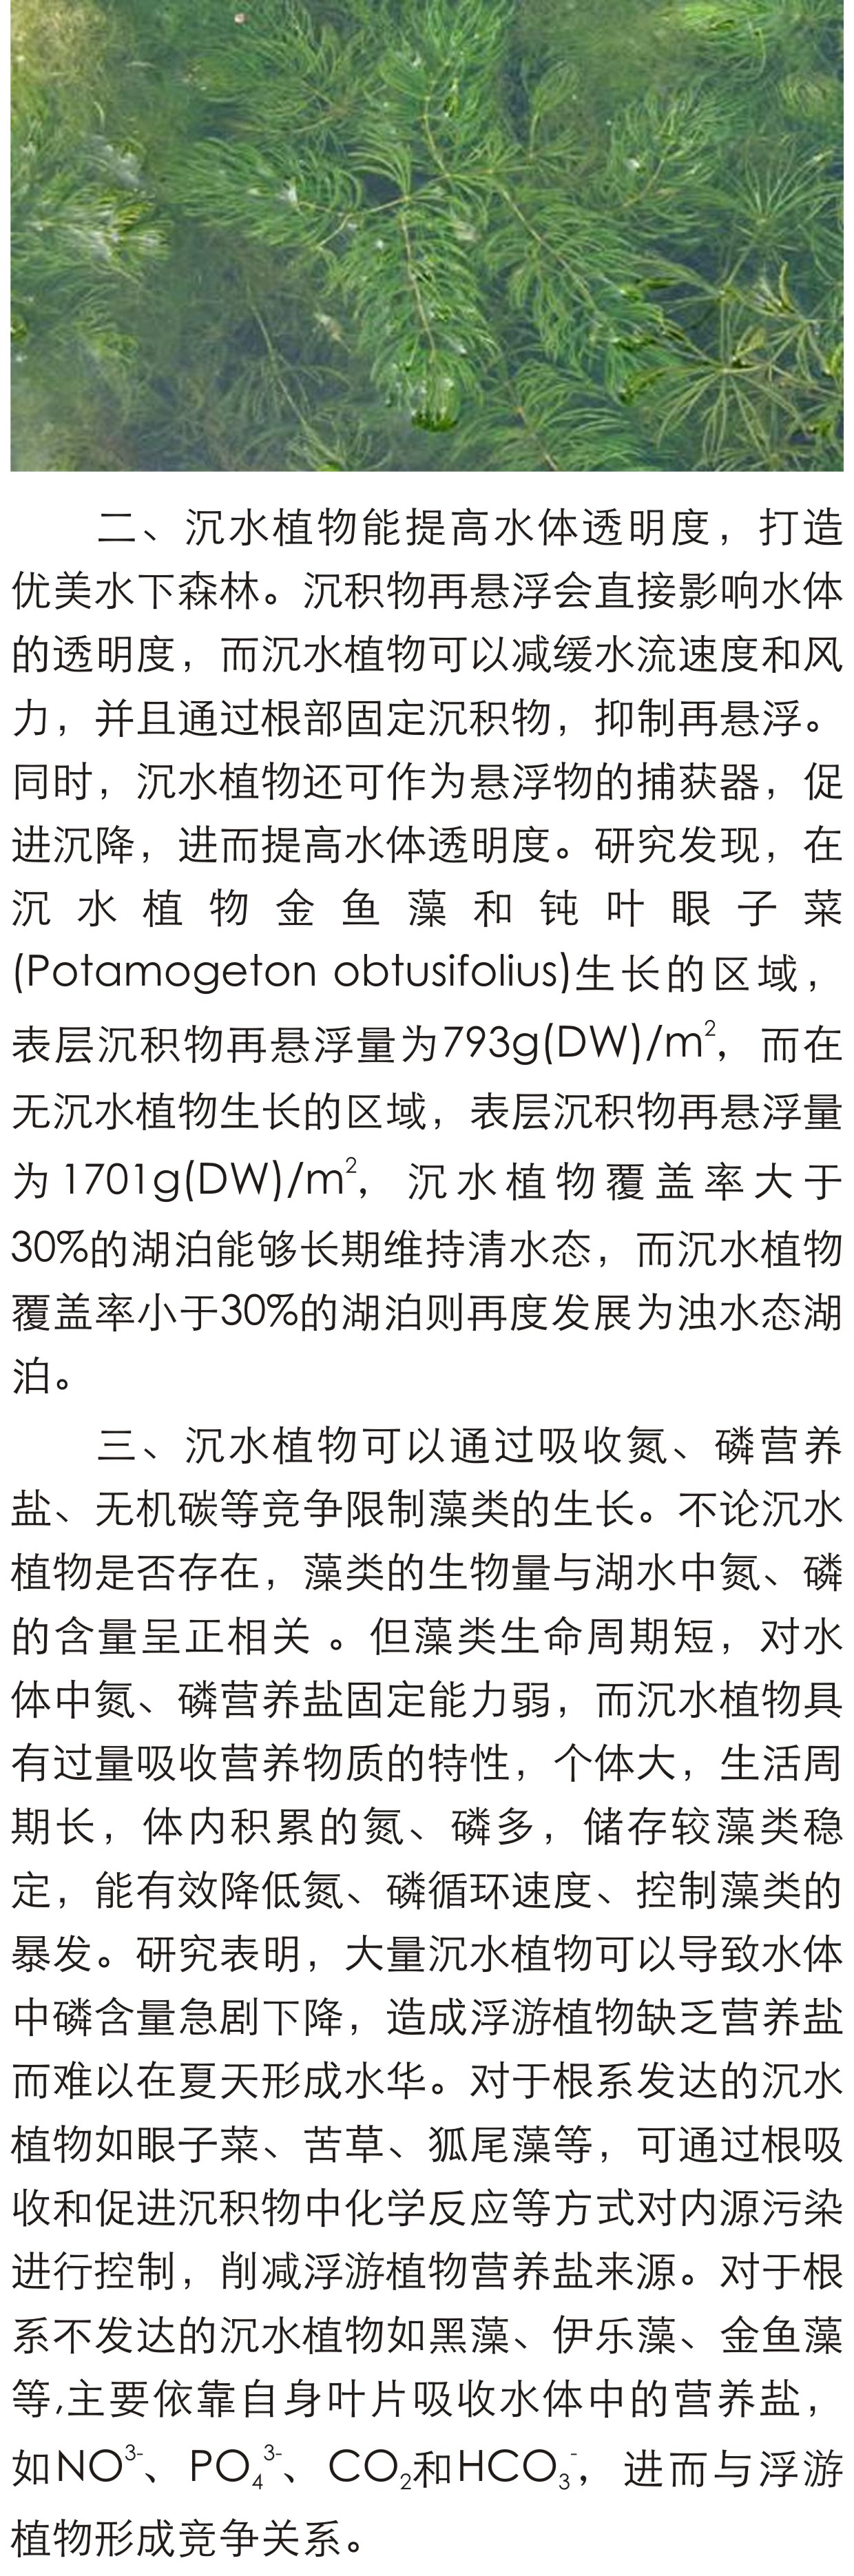 二、沉水植物能提高水体透明度，打造
优美水下森林。沉积物再悬浮会直接影响水体
的透明度，而沉水植物可以减缓水流速度和风
力，并且通过根部固定沉积物，抑制再悬浮。
同时，沉水植物还可作为悬浮物的捕获器，促
进沉降，进而提高水体透明度。研究发现，在
沉水植物金鱼藻和钝叶眼子菜
(Potamogeton obtusifolius)生长的区域，
表层沉积物再悬浮量为793g(DW)/m²，而在
无沉水植物生长的区域，表层沉积物再悬浮量
为1701g(DW)/m²，沉水植物覆盖率大于
30%的湖泊能够长期维持清水态，而沉水植物
覆盖率小于30%的湖泊则再度发展为浊水态湖
泊。
三、沉水植物可以通过吸收氮、磷营养
盐、无机碳等竞争限制藻类的生长。不论沉水
植物是否存在，藻类的生物量与湖水中氮、磷
的含量呈正相关 。但藻类生命周期短，对水
体中氮、磷营养盐固定能力弱，而沉水植物具
有过量吸收营养物质的特性，个体大，生活周
期长，体内积累的氮、磷多，储存较藻类稳
定，能有效降低氮、磷循环速度、控制藻类的
暴发。研究表明，大量沉水植物可以导致水体
中磷含量急剧下降，造成浮游植物缺乏营养盐
而难以在夏天形成水华。对于根系发达的沉水
植物如眼子菜、苦草、狐尾藻等，可通过根吸
收和促进沉积物中化学反应等方式对内源污染
进行控制，削减浮游植物营养盐来源。对于根
系不发达的沉水植物如黑藻、伊乐藻、金鱼藻
等,主要依靠自身叶片吸收水体中的营养盐，
如NO³⁻、PO₄³⁻、CO₂和HCO₃⁻，进而与浮游
植物形成竞争关系。